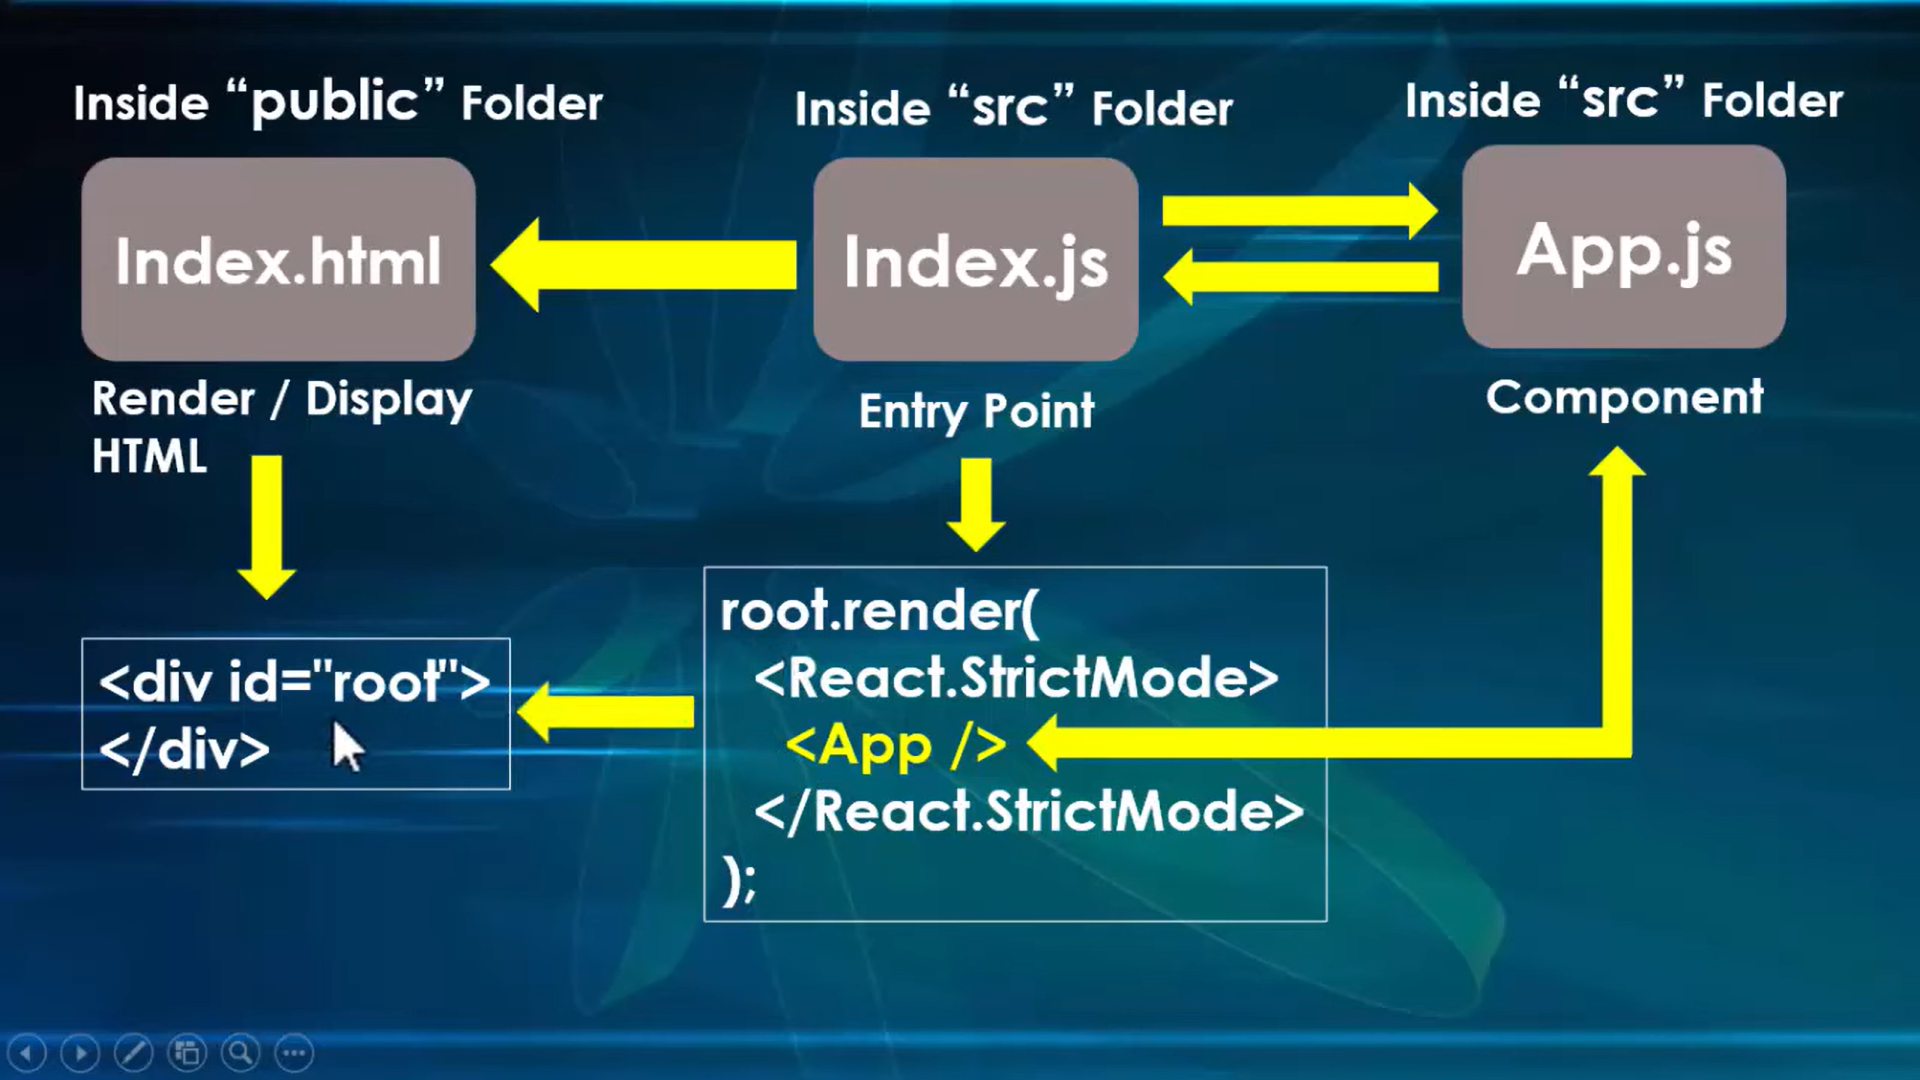 Inside “public” Folder
Index.html
Render / Display
HTML
<div id="root">
</div>
Inside “src” Folder
Index.js
Entry Point
root.render(
<React.StrictMode>
<App />
</React.StrictMode>
);
Inside “src” Folder
App.js
Component